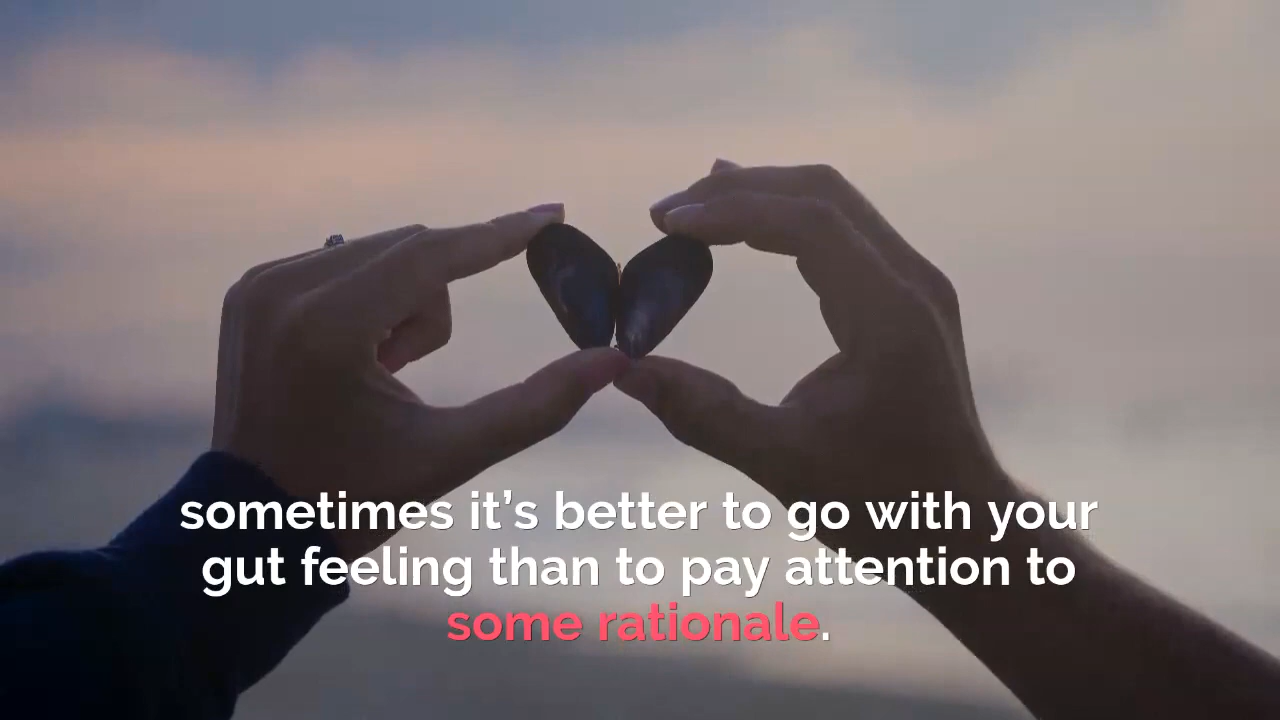 sometimes it’s better to go with your
gut feeling than to pay attention to
some rationale.